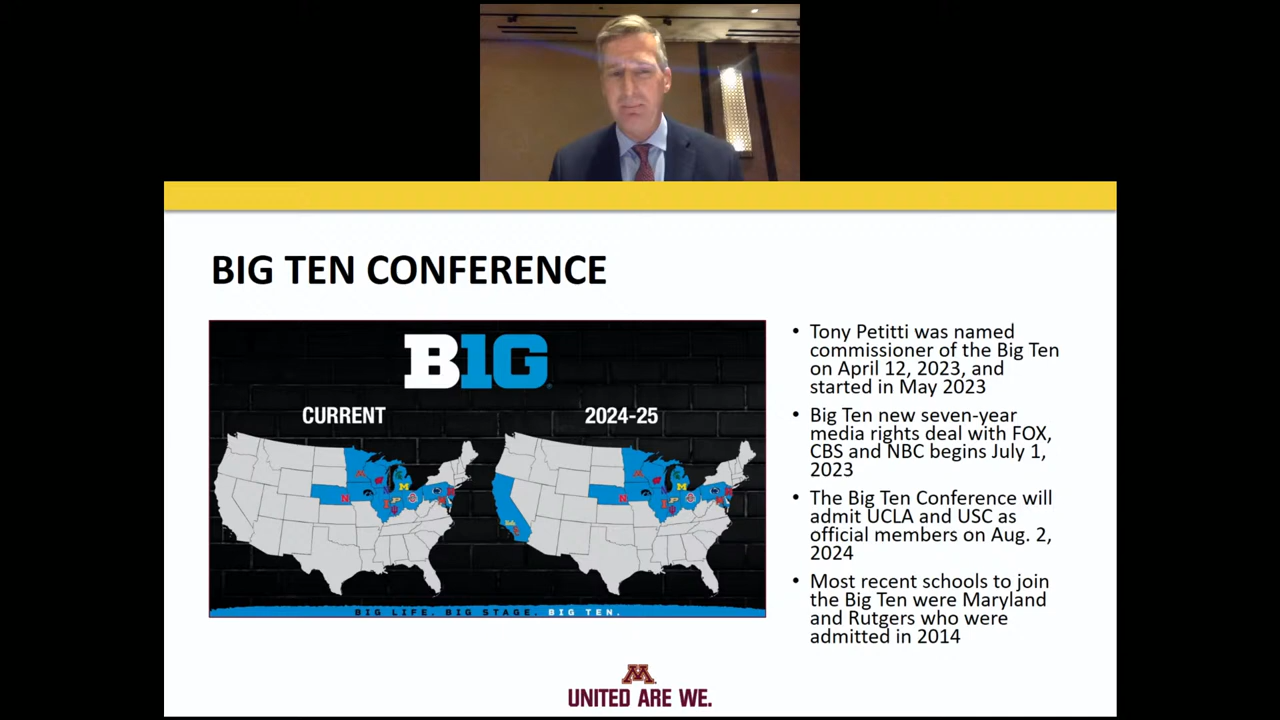 BIG TEN CONFERENCE
B1G
CURRENT
2024-25
BIG LIFE. BIG STAGE. BIG TEN.
• Tony Petitti was named
commissioner of the Big Ten
on April 12, 2023, and
started in May 2023
• Big Ten new seven-year
media rights deal with FOX,
CBS and NBC begins July 1,
2023
• The Big Ten Conference will
admit UCLA and USC as
official members on Aug. 2,
2024
• Most recent schools to join
the Big Ten were Maryland
and Rutgers who were
admitted in 2014
M
UNITED ARE WE.